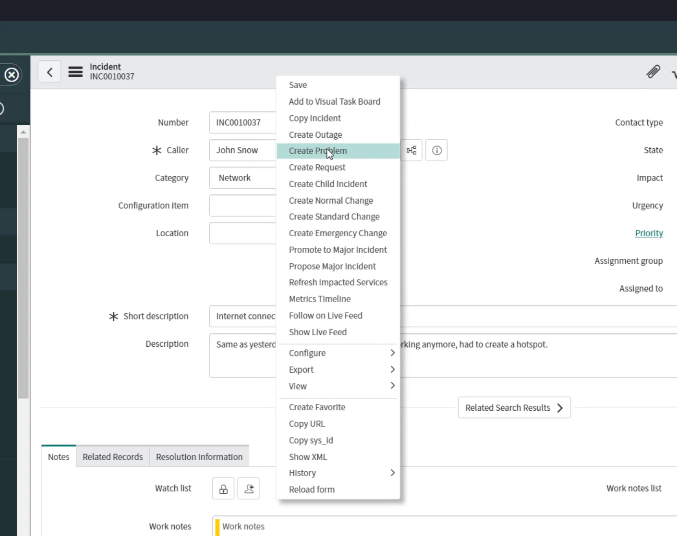 Incident
INC0010037
Number
INC0010037
Contact type
Caller
John Snow
State
Category
Network
Impact
Configuration item
Urgency
Location
Priority
Assignment group
Assigned to
Short description
Internet connec
Description
Same as yesterd
rking anymore, had to create a hotspot.
Save
Add to Visual Task Board
Copy Incident
Create Outage
Create Problem
Create Request
Create Child Incident
Create Normal Change
Create Standard Change
Create Emergency Change
Promote to Major Incident
Propose Major Incident
Refresh Impacted Services
Metrics Timeline
Follow on Live Feed
Show Live Feed
Configure
Export
View
Create Favorite
Copy URL
Copy sys_id
Show XML
History
Reload form
Related Search Results
Notes
Related Records
Resolution Information
Watch list
Work notes list
Work notes
Work notes